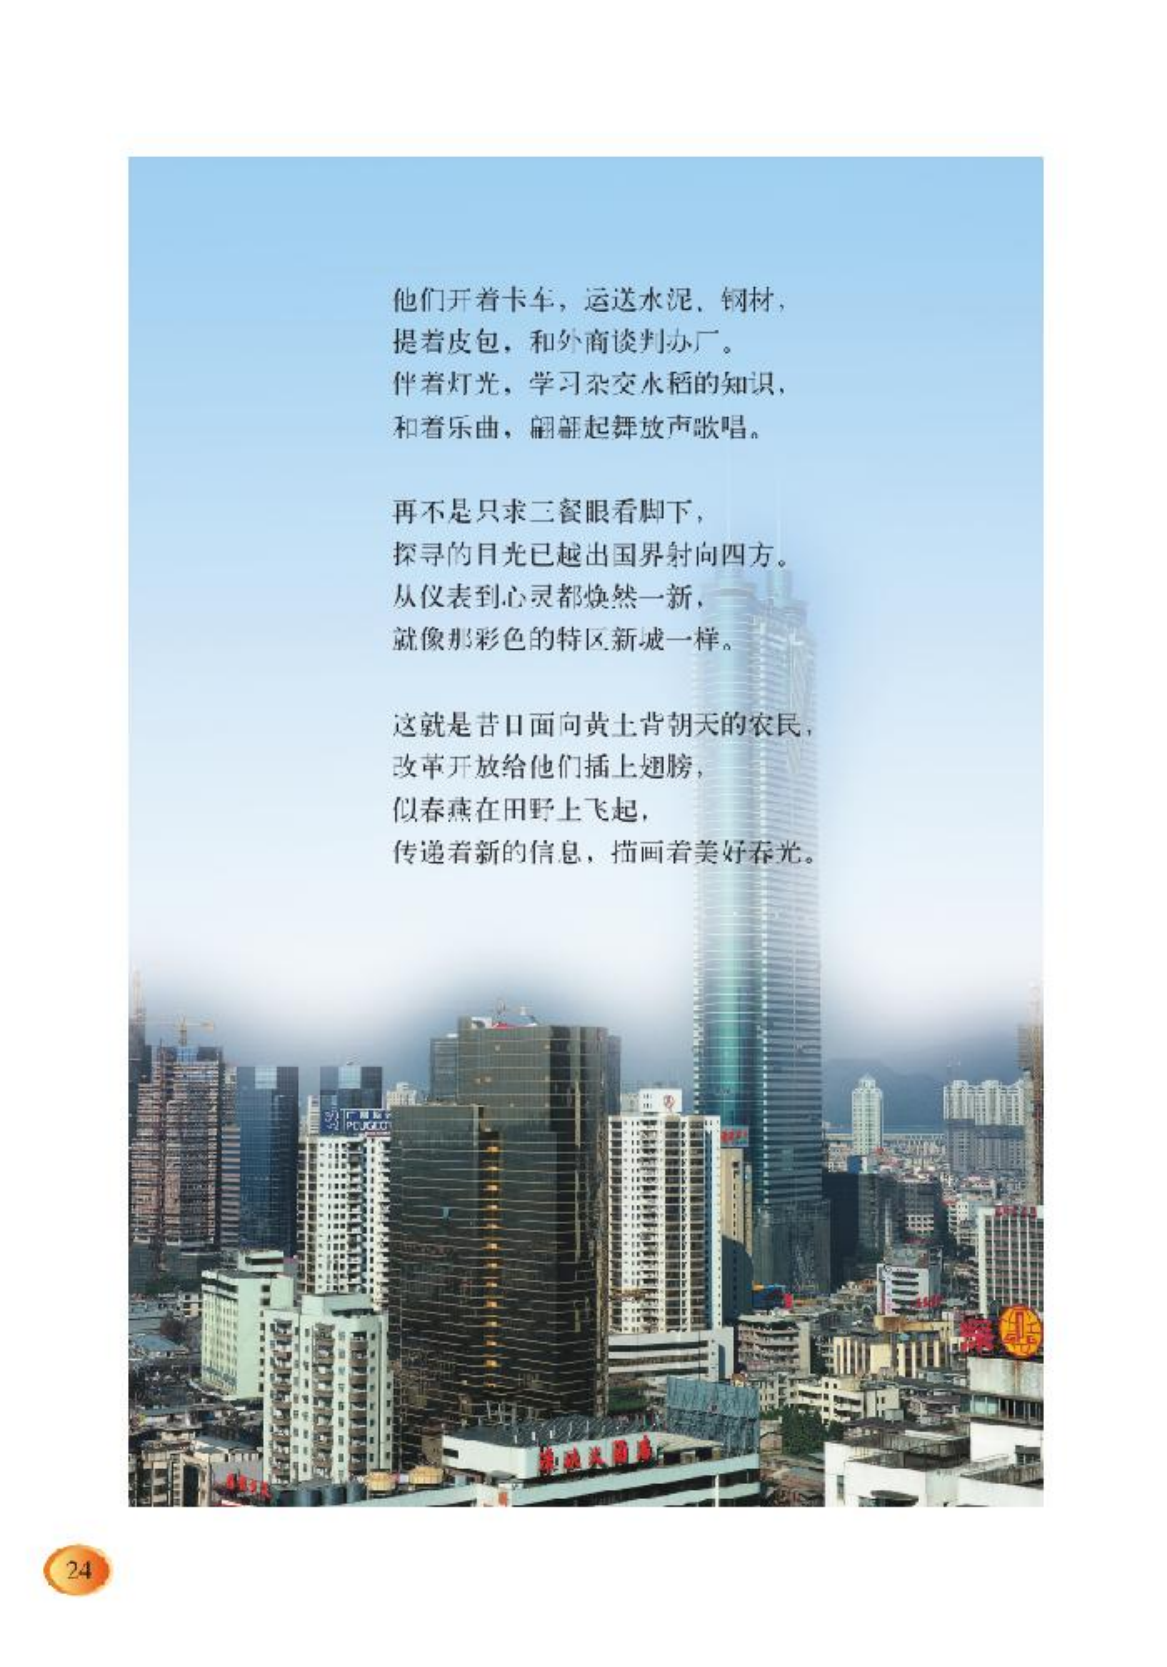 他们开着卡车，运送水泥、钢材，
提着皮包，和外商谈判办厂。
伴着灯光，学习杂交水稻的知识，
和着乐曲，翩翩起舞放声歌唱。
再不是只求三餐眼看脚下，
探寻的目光已越出国界射向四方。
从仪表到心灵都焕然一新，
就像那彩色的特区新城一样。
这就是昔日面向黄土背朝天的农民，
改革开放给他们插上翅膀，
似春燕在田野上飞起，
传递着新的信息，描画着美好春光。
PEUGEOT
深
24